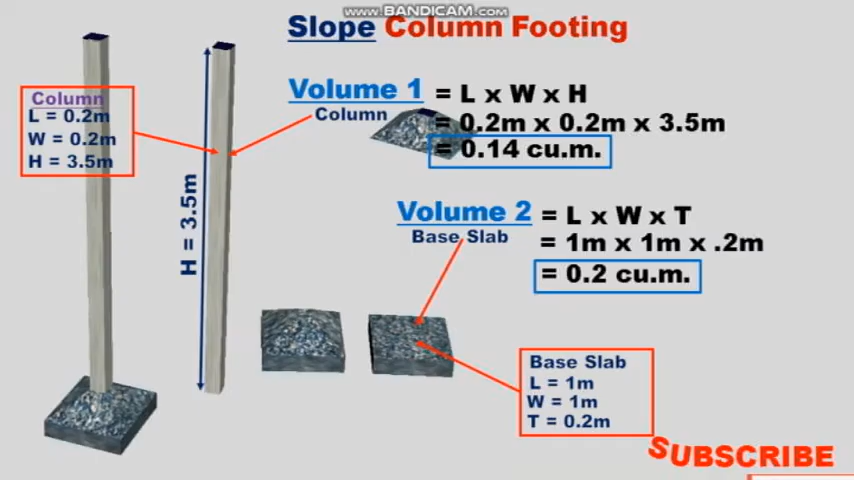 WWW.BANDICAM.COM
Slope Column Footing
Column
L = 0.2m
W = 0.2m
H = 3.5m
H = 3.5m
Volume 1 = L x W x H
Column
= 0.2m x 0.2m x 3.5m
= 0.14 cu.m.
Volume 2 = L x W x T
Base Slab
= 1m x 1m x .2m
= 0.2 cu.m.
Base Slab
L = 1m
W = 1m
T = 0.2m
SUBSCRIBE